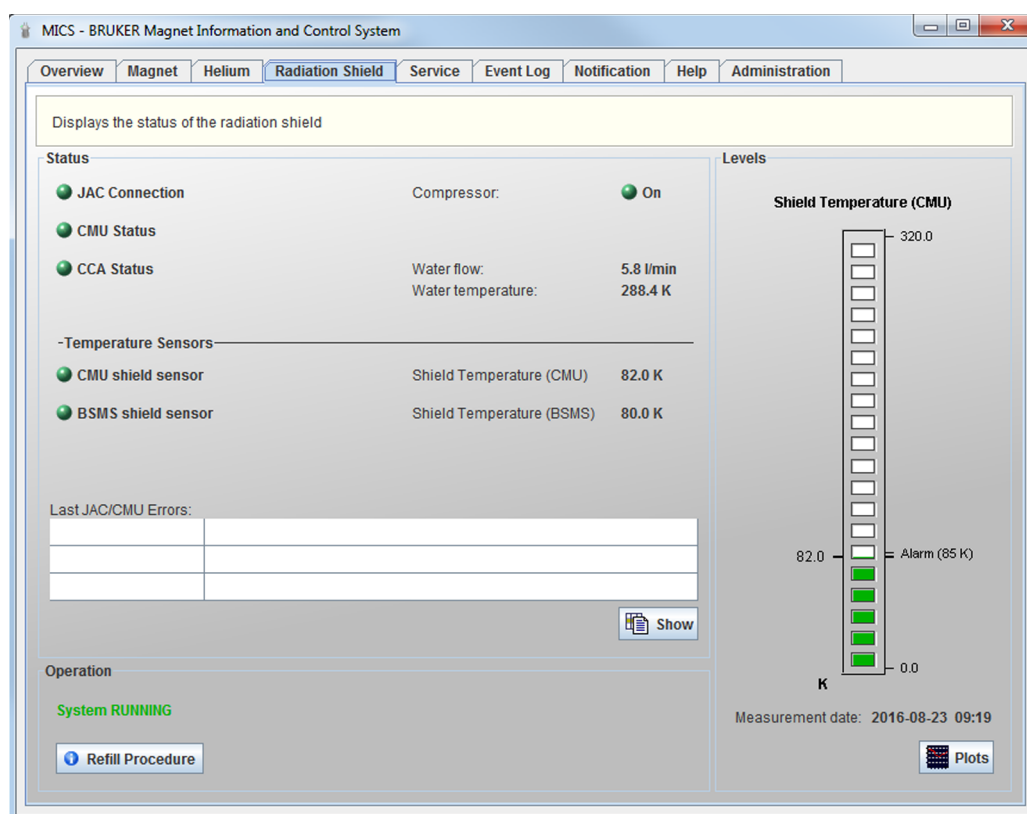 MICS - BRUKER Magnet Information and Control System
Overview Magnet Helium Radiation Shield Service Event Log Notification Help Administration
Displays the status of the radiation shield
Status
JAC Connection Compressor: On
CMU Status
CCA Status Water flow: 5.8 l/min
Water temperature: 288.4 K
-Temperature Sensors
CMU shield sensor Shield Temperature (CMU) 82.0 K
BSMS shield sensor Shield Temperature (BSMS) 80.0 K
Last JAC/CMU Errors:
Show
Operation
System RUNNING
Refill Procedure
Levels
Shield Temperature (CMU)
320.0
82.0 Alarm (85 K)
0.0
K
Measurement date: 2016-08-23 09:19
Plots